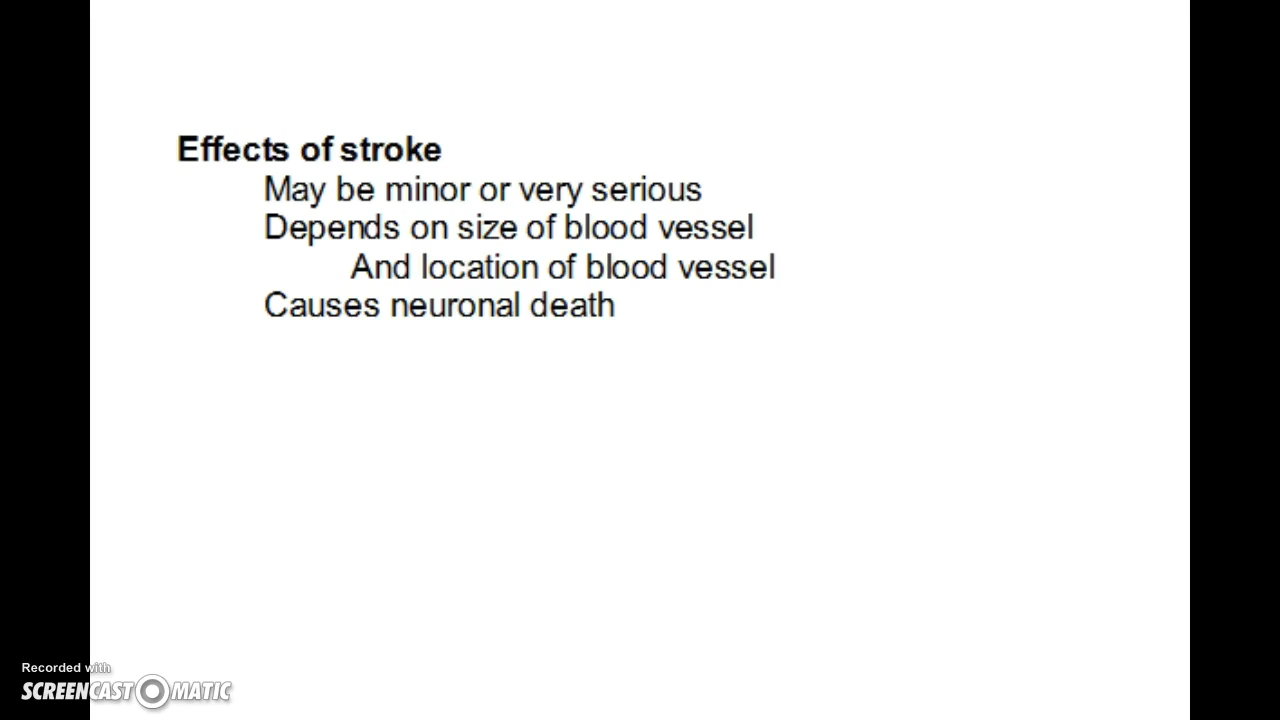 Effects of stroke
May be minor or very serious
Depends on size of blood vessel
And location of blood vessel
Causes neuronal death
Recorded with
SCREENCAST MATIC